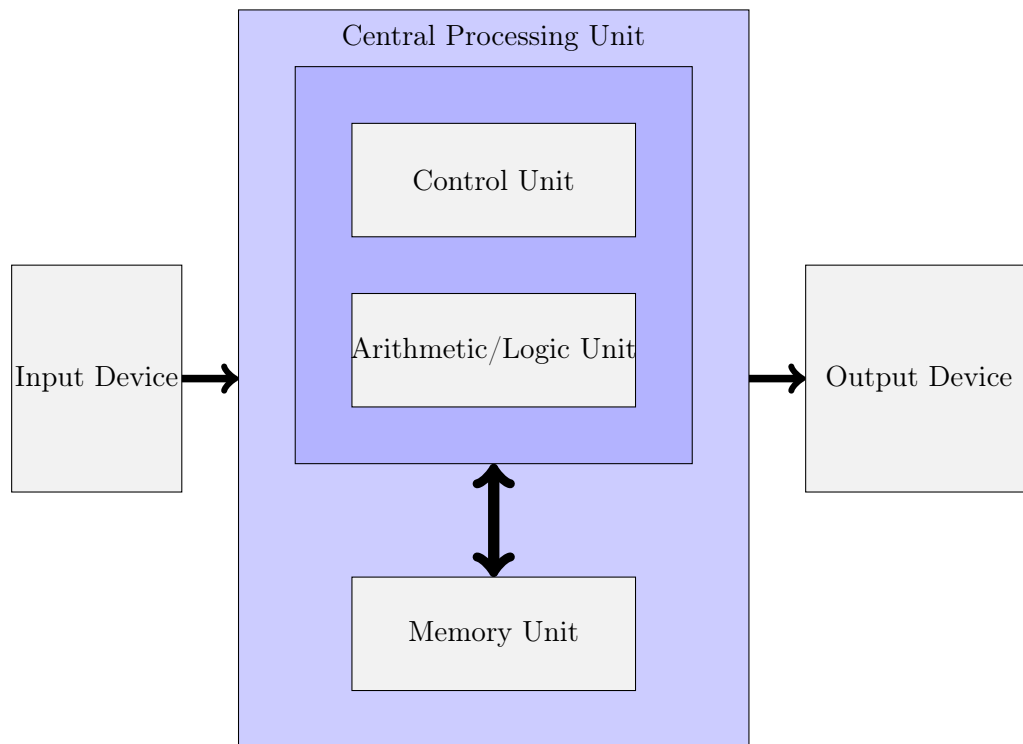 Central Processing Unit
Control Unit
Arithmetic/Logic Unit
Input Device
Output Device
Memory Unit